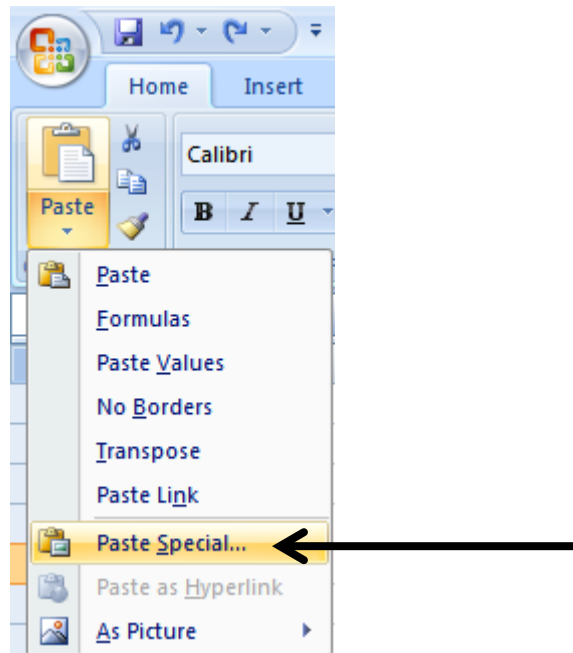 Home Insert
Calibri
Paste
B I U
Paste
Formulas
Paste Values
No Borders
Transpose
Paste Link
Paste Special...
Paste as Hyperlink
As Picture